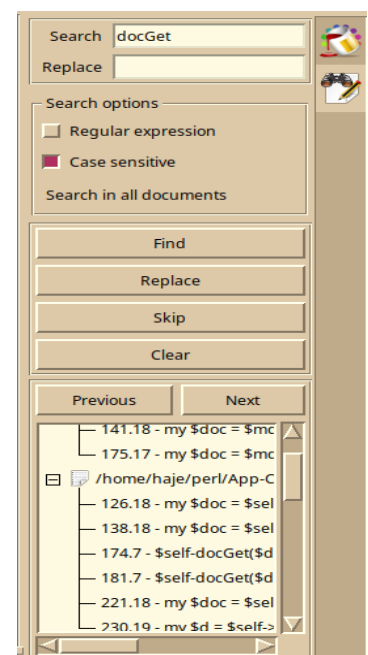 Search docGet
Replace
Search options
Regular expression
Case sensitive
Search in all documents
Find
Replace
Skip
Clear
Previous Next
141.18 - my $doc = $mc
175.17 - my $doc = $mc
/home/haje/perl/App-C
126.18 - my $doc = $sel
138.18 - my $doc = $sel
174.7 - $self-docGet($d
181.7 - $self-docGet($d
221.18 - my $doc = $sel
230.19 - my $d = $self->